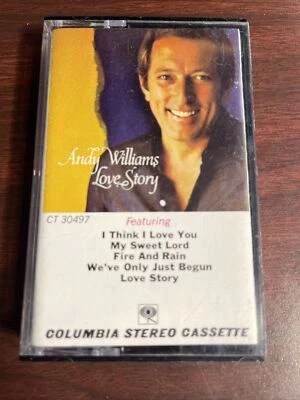 Andy Williams
Love Story
CT 30497
Featuring...
I Think I Love You
My Sweet Lord
Fire And Rain
We've Only Just Begun
Love Story
COLUMBIA STEREO CASSETTE